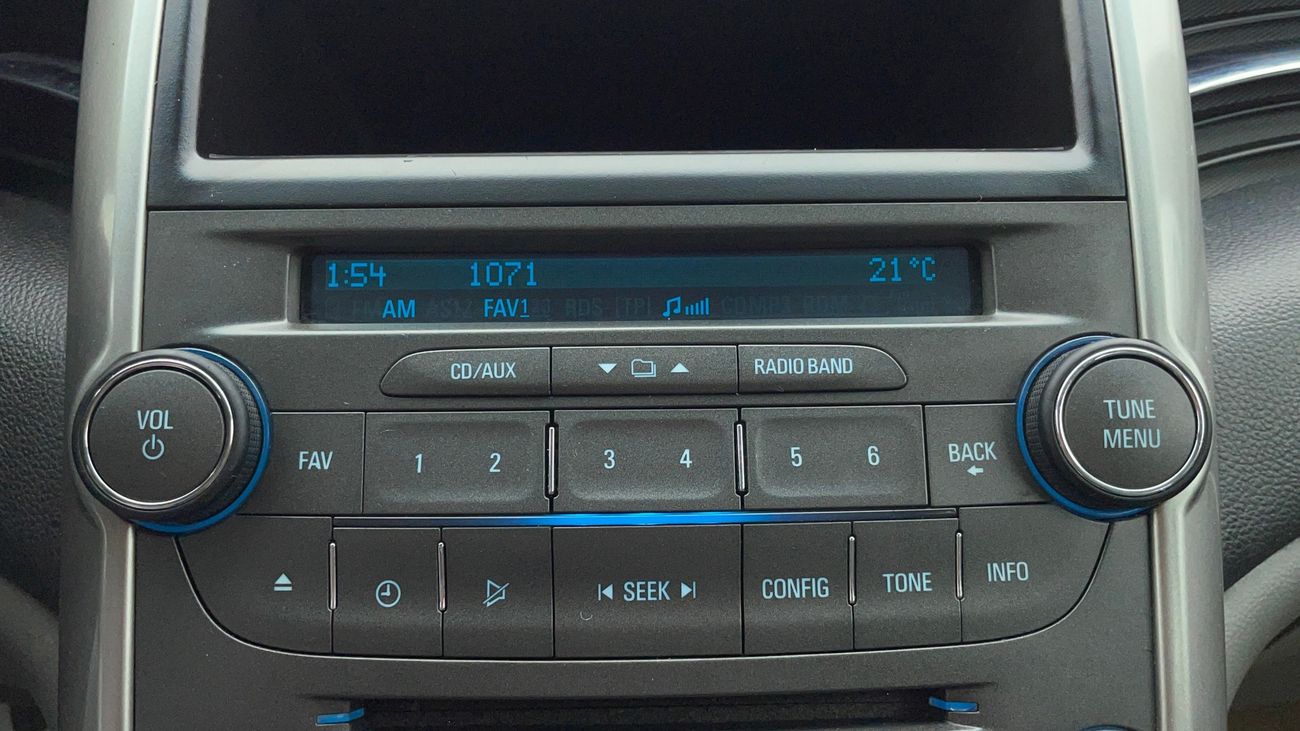 1:54 1071 21°C
AM FAV1
CD/AUX RADIO BAND
VOL
FAV 1 2 3 4 5 6 BACK
TUNE
MENU
SEEK CONFIG TONE INFO